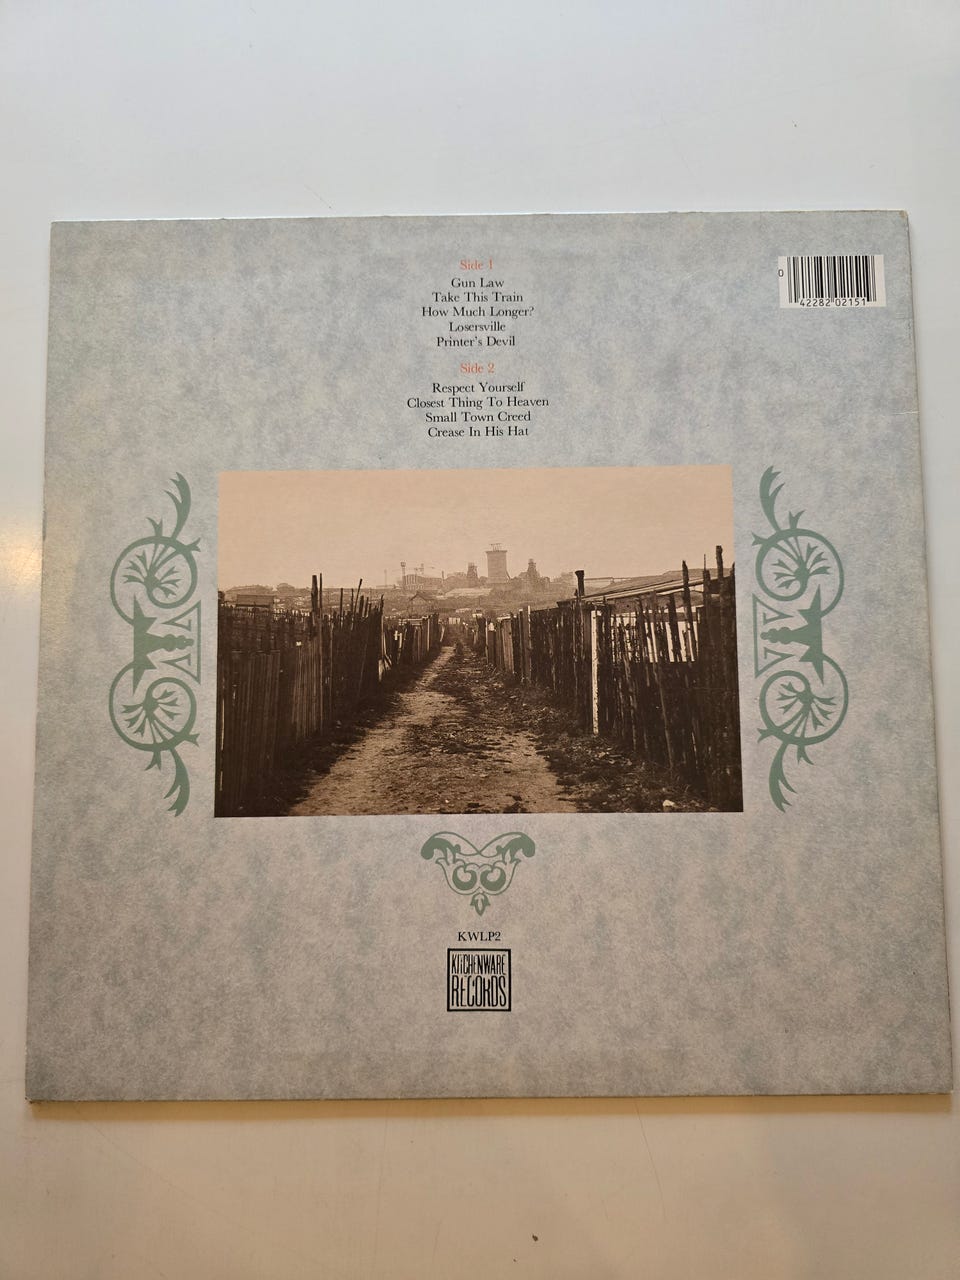 Side 1
Gun Law
Take This Train
How Much Longer?
Losersville
Printer's Devil
Side 2
Respect Yourself
Closest Thing To Heaven
Small Town Creed
Crease In His Hat
0 42282 02151
KWLP2
KITCHENWARE
RECORDS